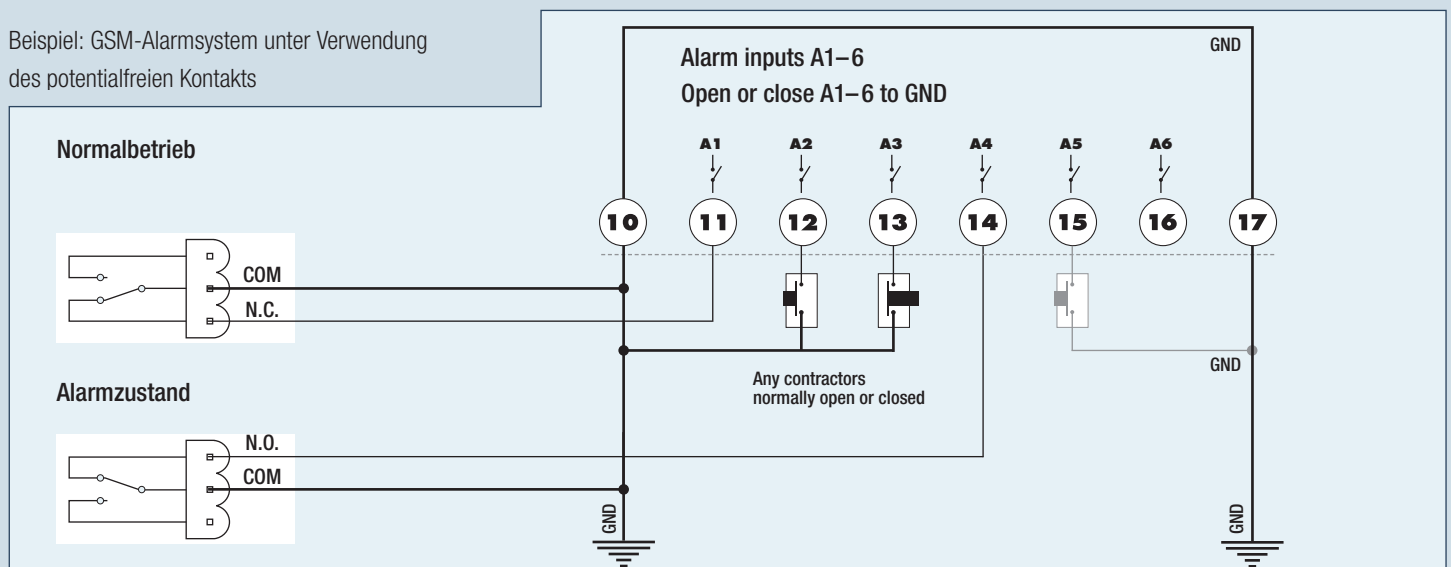 Beispiel: GSM-Alarmsystem unter Verwendung
des potentialfreien Kontakts
GND
Alarm inputs A1–6
Open or close A1–6 to GND
Normalbetrieb
A1 A2 A3 A4 A5 A6
10 11 12 13 14 15 16 17
COM
N.C.
GND
Any contractors
normally open or closed
Alarmzustand
N.O.
COM
GND
GND